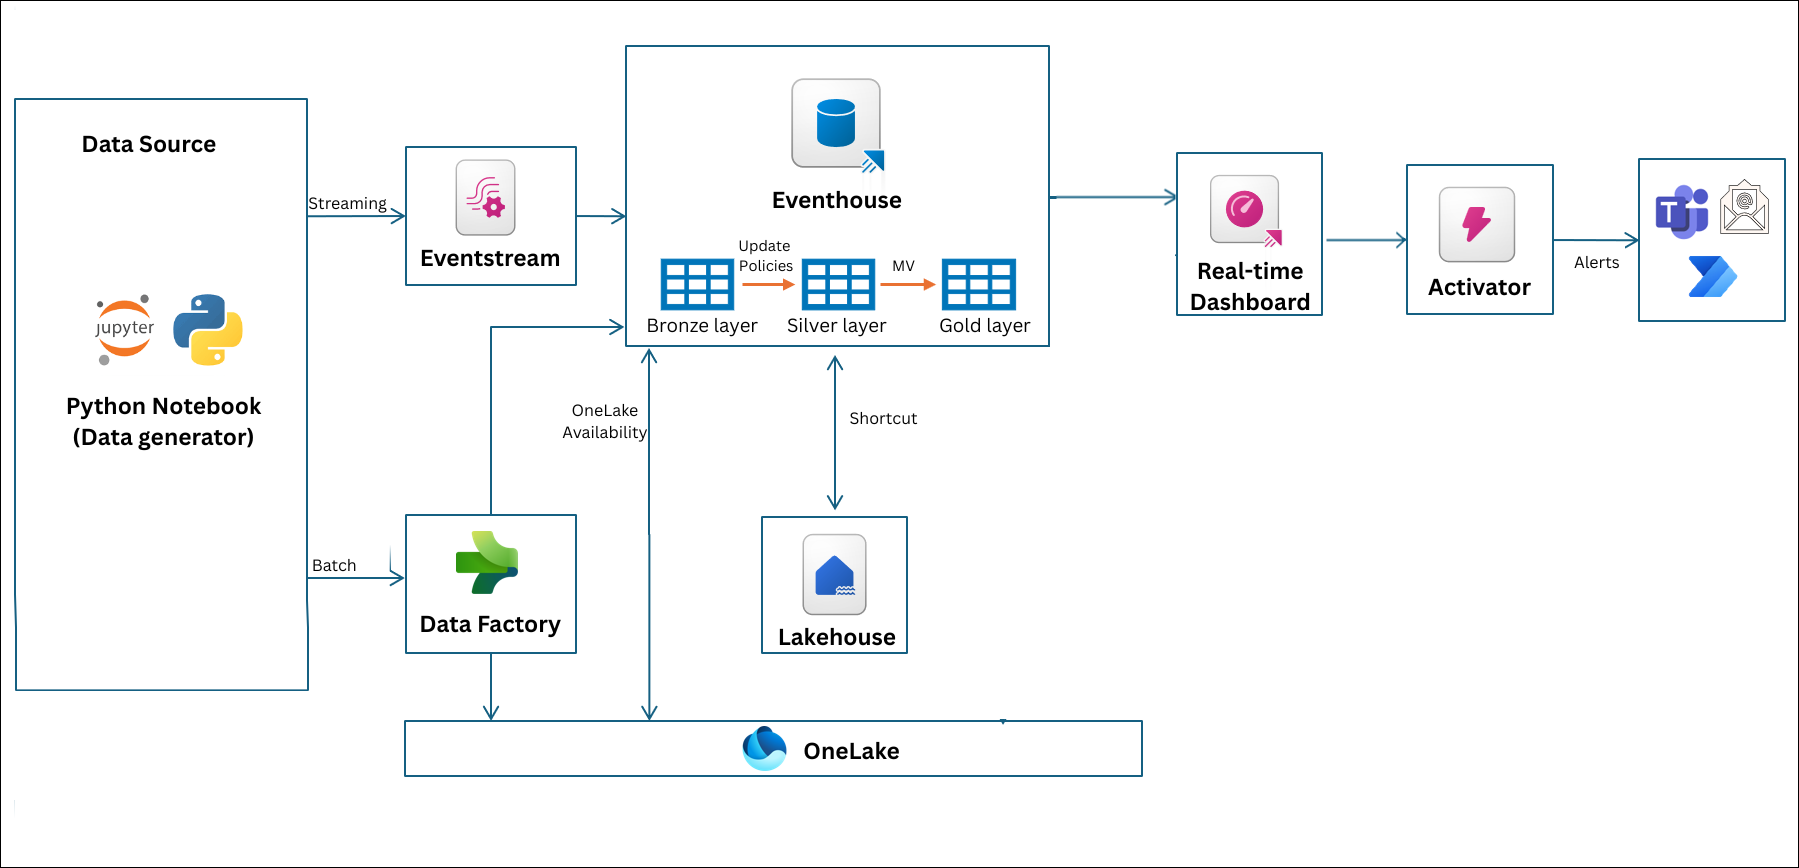 Data Source
jupyter
Python Notebook
(Data generator)
Streaming
Batch
Eventstream
Data Factory
Eventhouse
Update
Policies
MV
Bronze layer
Silver layer
Gold layer
OneLake
Availability
Shortcut
Lakehouse
OneLake
Real-time
Dashboard
Activator
Alerts
T
@